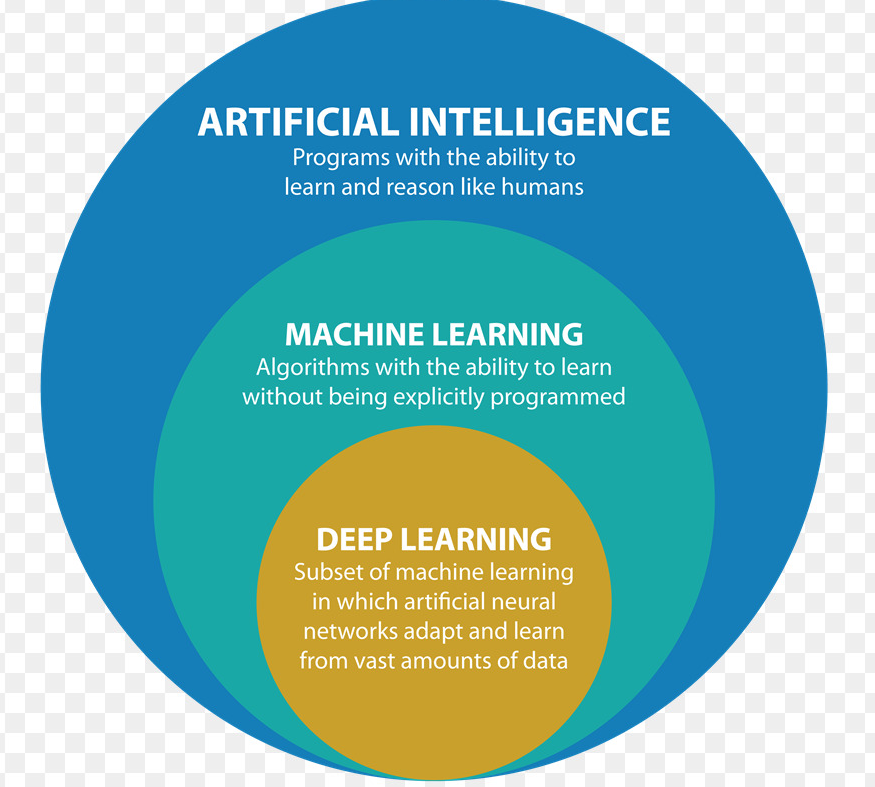 ARTIFICIAL INTELLIGENCE
Programs with the ability to
learn and reason like humans
MACHINE LEARNING
Algorithms with the ability to learn
without being explicitly programmed
DEEP LEARNING
Subset of machine learning
in which artificial neural
networks adapt and learn
from vast amounts of data